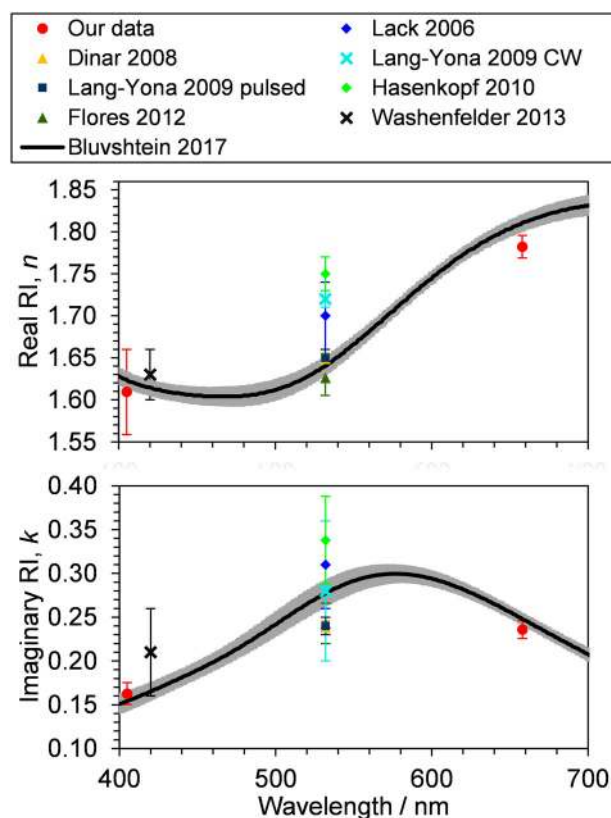 Our data
Lack 2006
Dinar 2008
Lang-Yona 2009 CW
Lang-Yona 2009 pulsed
Hasenkopf 2010
Flores 2012
Washenfelder 2013
Bluvshtein 2017
1.85
1.80
1.75
1.70
1.65
1.60
1.55
Real RI, n
0.40
0.35
0.30
0.25
0.20
0.15
0.10
Imaginary RI, k
400 500 600 700
Wavelength / nm